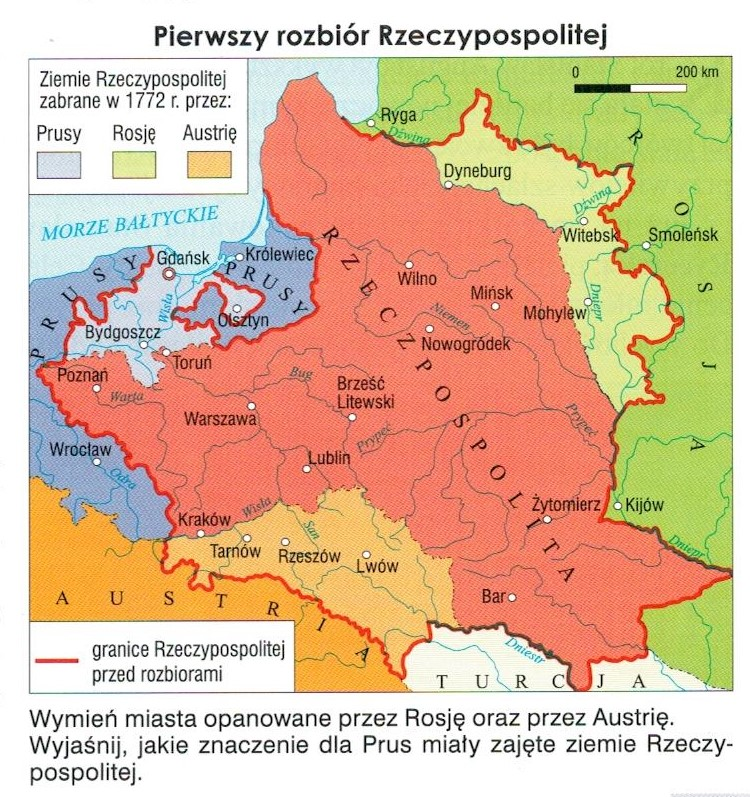 Pierwszy rozbiór Rzeczypospolitej
Ziemie Rzeczypospolitej
zabrane w 1772 r. przez:
Prusy Rosję Austrię
0 200 km
Ryga
Dźwina
Dyneburg
ROSJA
Dźwina
MORZE BAŁTYCKIE
Witebsk
Smoleńsk
Gdańsk
Królewiec
PRUSY
PRUSY
RZECZPOSPOLITA
Wilno
Mińsk
Mohylew
Dniepr
Wisła
Olsztyn
Niemen
Nowogródek
Bydgoszcz
Toruń
Poznań
Warta
Bug
Brześć
Litewski
Warszawa
Prypeć
Prypeć
Wrocław
Odra
Lublin
Kraków
Wisła
San
Żytomierz
Kijów
Tarnów
Rzeszów
Lwów
Dniepr
AUSTRIA
Bar
granice Rzeczypospolitej
przed rozbiorami
Dniestr
TURCJA
Wymień miasta opanowane przez Rosję oraz przez Austrię.
Wyjaśnij, jakie znaczenie dla Prus miały zajęte ziemie Rzeczy-
pospolitej.